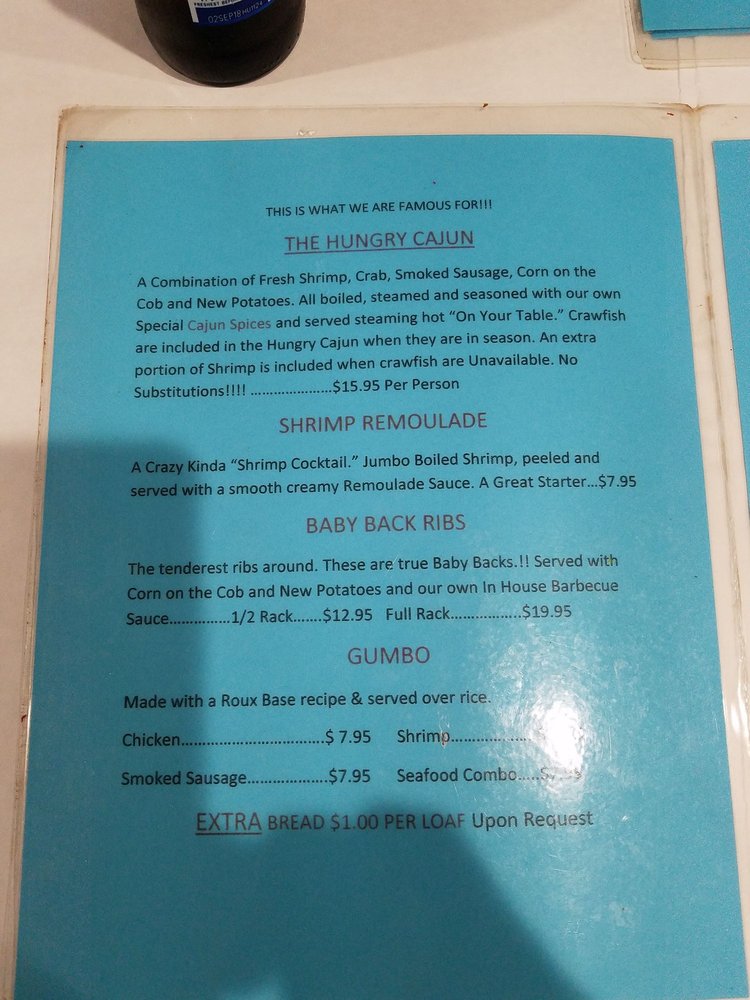 FRESHEST
02SEP18
THIS IS WHAT WE ARE FAMOUS FOR!!!
THE HUNGRY CAJUN
A Combination of Fresh Shrimp, Crab, Smoked Sausage, Corn on the
Cob and New Potatoes. All boiled, steamed and seasoned with our own
Special Cajun Spices and served steaming hot “On Your Table.” Crawfish
are included in the Hungry Cajun when they are in season. An extra
portion of Shrimp is included when crawfish are Unavailable. No
Substitutions!!!! .....................$15.95 Per Person
SHRIMP REMOULADE
A Crazy Kinda “Shrimp Cocktail.” Jumbo Boiled Shrimp, peeled and
served with a smooth creamy Remoulade Sauce. A Great Starter...$7.95
BABY BACK RIBS
The tenderest ribs around. These are true Baby Backs.!! Served with
Corn on the Cob and New Potatoes and our own In House Barbecue
Sauce...............1/2 Rack.......$12.95 Full Rack..................$19.95
GUMBO
Made with a Roux Base recipe & served over rice.
Chicken....................................$ 7.95 Shrimp....................
Smoked Sausage....................$7.95 Seafood Combo.....
EXTRA BREAD $1.00 PER LOAF Upon Request